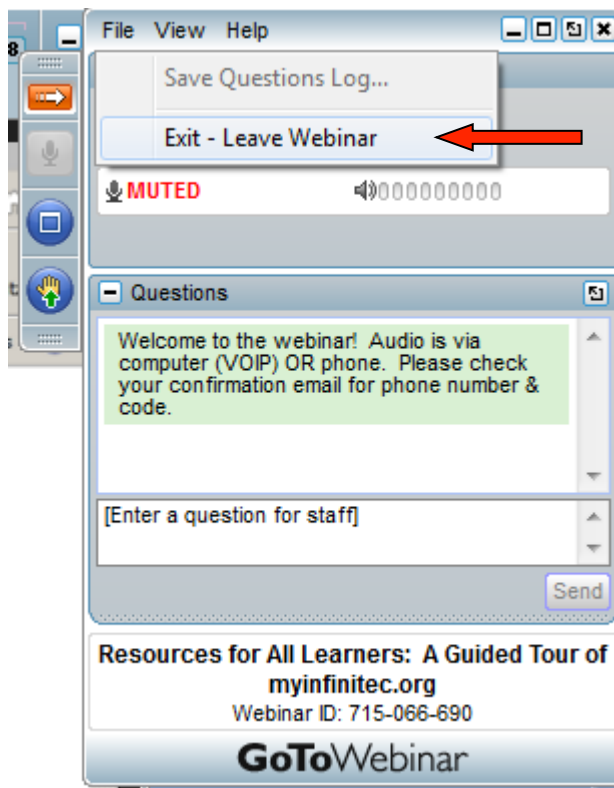 File View Help
8
Save Questions Log...
Exit - Leave Webinar
MUTED
000000000
Questions
Welcome to the webinar! Audio is via
computer (VOIP) OR phone. Please check
your confirmation email for phone number &
code.
[Enter a question for staff]
Send
Resources for All Learners: A Guided Tour of
myinfinitec.org
Webinar ID: 715-066-690
GoToWebinar